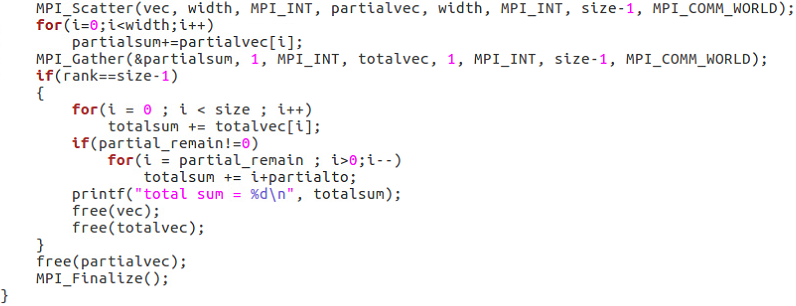 MPI_Scatter(vec, width, MPI_INT, partialvec, width, MPI_INT, size-1, MPI_COMM_WORLD);
for(i=0;i<width;i++)
partialsum+=partialvec[i];
MPI_Gather(&partialsum, 1, MPI_INT, totalvec, 1, MPI_INT, size-1, MPI_COMM_WORLD);
if(rank==size-1)
{
for(i = 0 ; i < size ; i++)
totalsum += totalvec[i];
if(partial_remain!=0)
for(i = partial_remain ; i>0;i--)
totalsum += i+partialto;
printf("total sum = %d\n", totalsum);
free(vec);
free(totalvec);
}
free(partialvec);
MPI_Finalize();
}